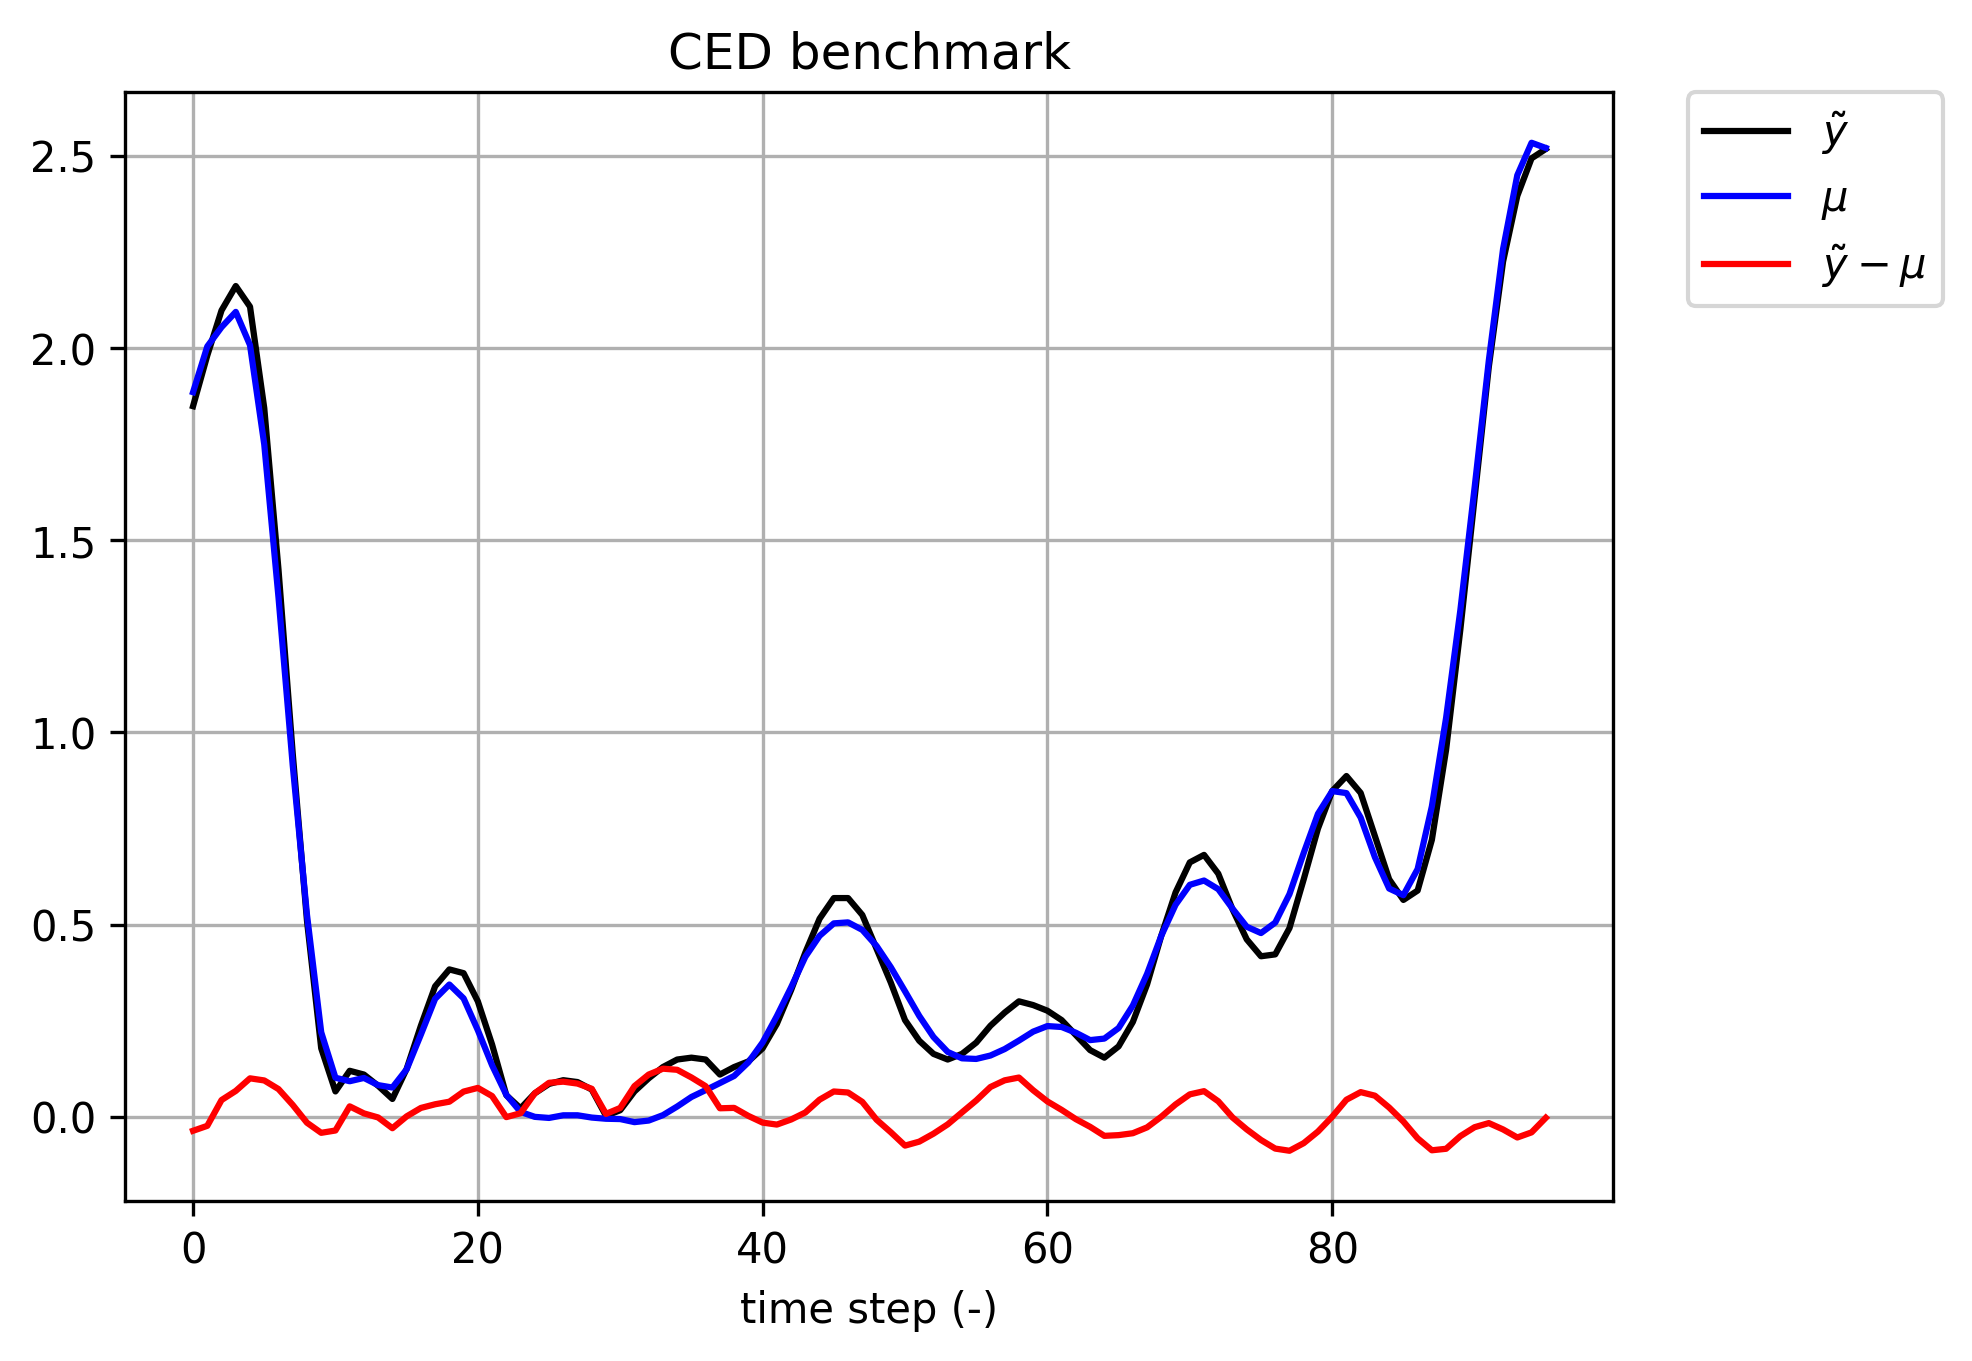 CED benchmark
2.5
2.0
1.5
1.0
0.5
0.0
0 20 40 60 80
time step (-)
ỹ
μ
ỹ − μ